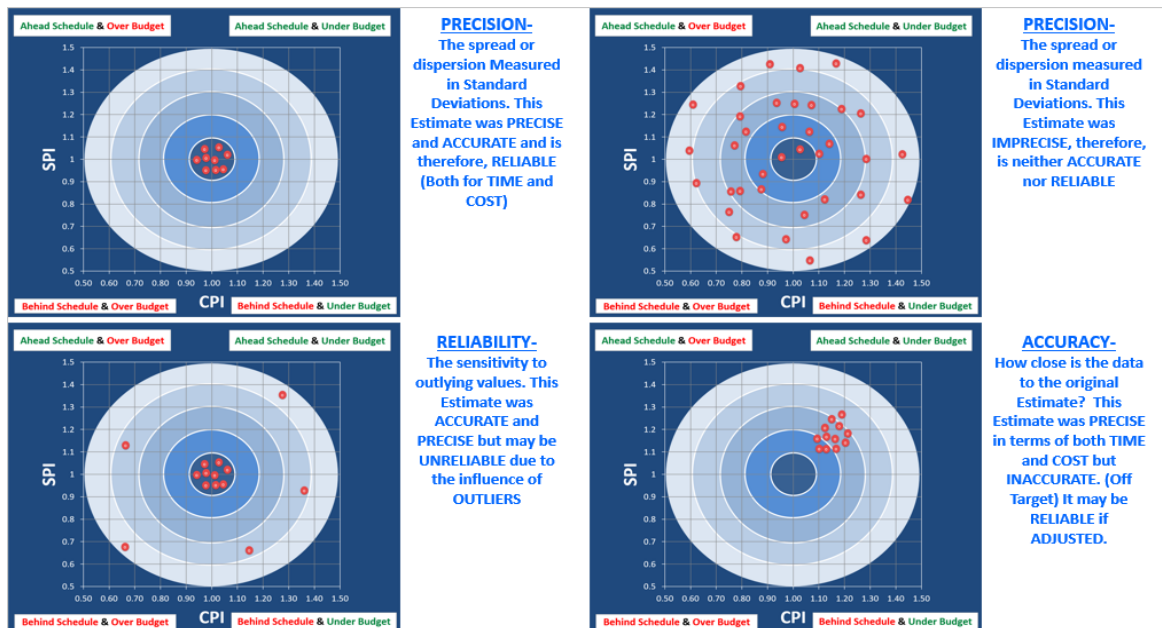 Ahead Schedule & Over Budget
Ahead Schedule & Under Budget
SPI
1.5
1.4
1.3
1.2
1.1
1
0.9
0.8
0.7
0.6
0.5
0.50 0.60 0.70 0.80 0.90 1.00 1.10 1.20 1.30 1.40 1.50
CPI
Behind Schedule & Over Budget
Behind Schedule & Under Budget
PRECISION-
The spread or
dispersion Measured
in Standard
Deviations. This
Estimate was PRECISE
and ACCURATE and is
therefore, RELIABLE
(Both for TIME and
COST)
Ahead Schedule & Over Budget
Ahead Schedule & Under Budget
SPI
1.5
1.4
1.3
1.2
1.1
1
0.9
0.8
0.7
0.6
0.5
0.50 0.60 0.70 0.80 0.90 1.00 1.10 1.20 1.30 1.40 1.50
CPI
Behind Schedule & Over Budget
Behind Schedule & Under Budget
PRECISION-
The spread or
dispersion measured
in Standard
Deviations. This
Estimate was
IMPRECISE, therefore,
is neither ACCURATE
nor RELIABLE
Ahead Schedule & Over Budget
Ahead Schedule & Under Budget
SPI
1.5
1.4
1.3
1.2
1.1
1
0.9
0.8
0.7
0.6
0.5
0.50 0.60 0.70 0.80 0.90 1.00 1.10 1.20 1.30 1.40 1.50
CPI
Behind Schedule & Over Budget
Behind Schedule & Under Budget
RELIABILITY-
The sensitivity to
outlying values. This
Estimate was
ACCURATE and
PRECISE but may be
UNRELIABLE due to
the influence of
OUTLIERS
Ahead Schedule & Over Budget
Ahead Schedule & Under Budget
SPI
1.5
1.4
1.3
1.2
1.1
1
0.9
0.8
0.7
0.6
0.5
0.50 0.60 0.70 0.80 0.90 1.00 1.10 1.20 1.30 1.40 1.50
CPI
Behind Schedule & Over Budget
Behind Schedule & Under Budget
ACCURACY-
How close is the data
to the original
Estimate? This
Estimate was PRECISE
in terms of both TIME
and COST but
INACCURATE. (Off
Target) It may be
RELIABLE if
ADJUSTED.